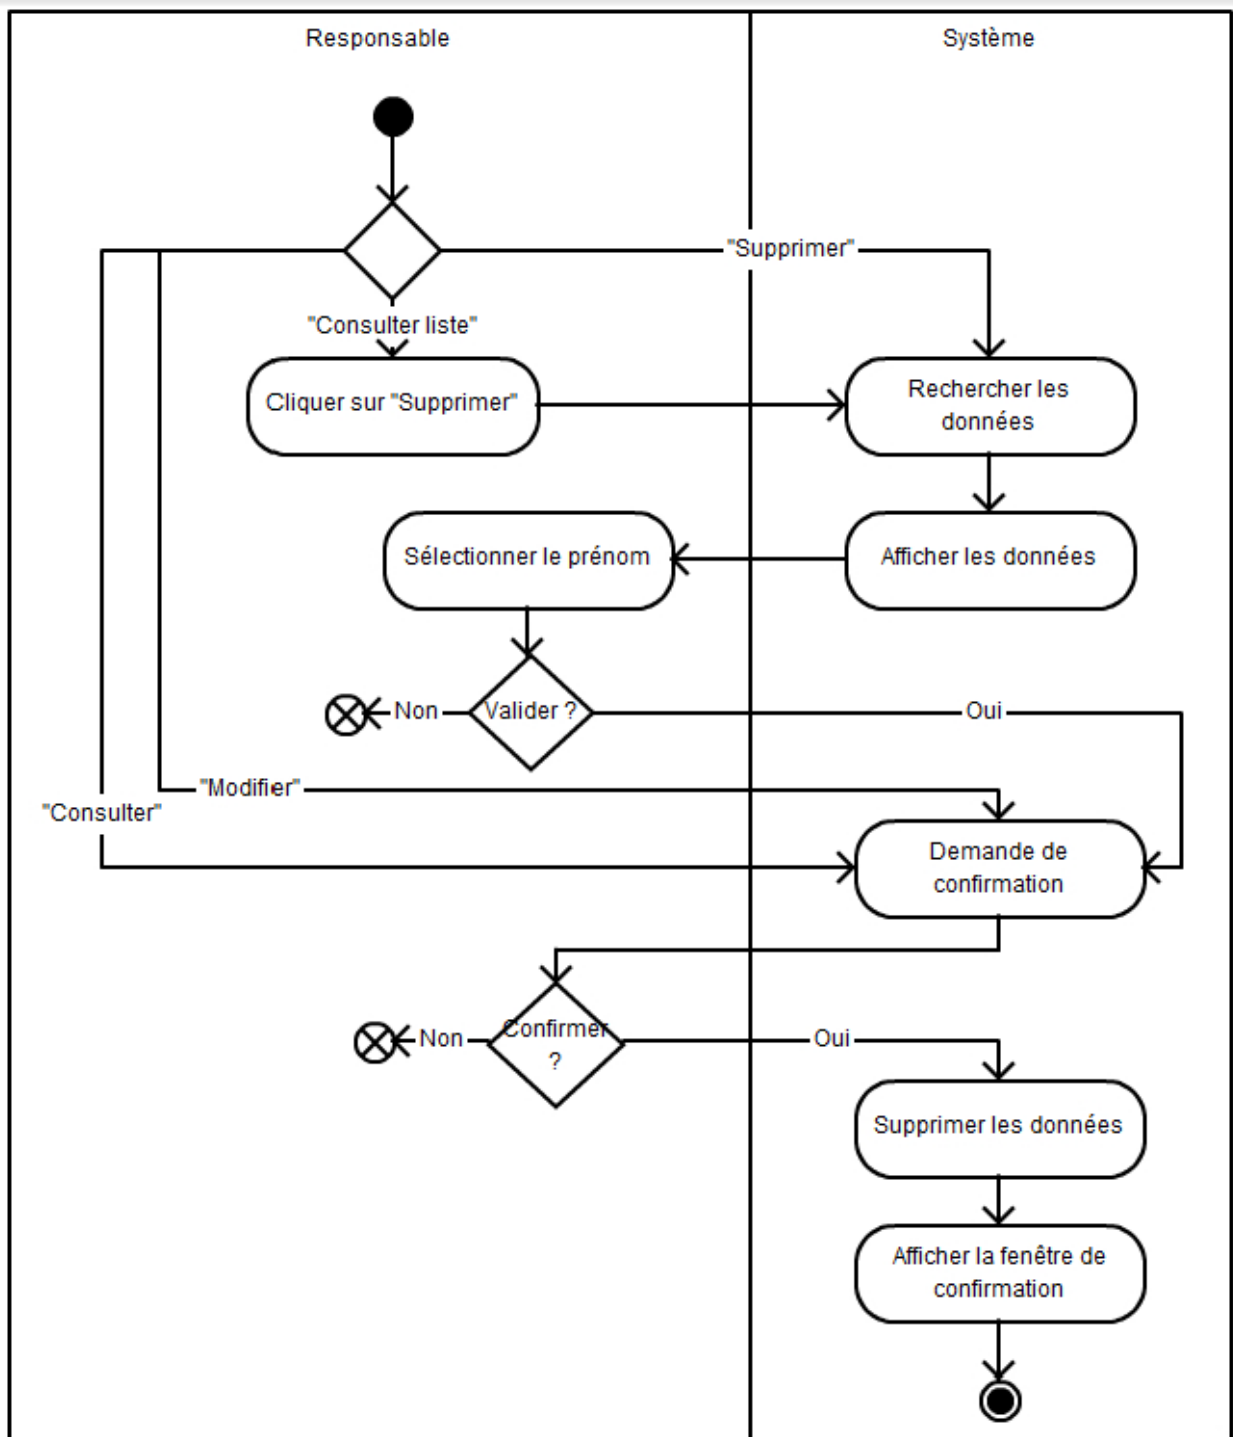 Responsable
Système
"Supprimer"
"Consulter liste"
Cliquer sur "Supprimer"
Rechercher les
données
Sélectionner le prénom
Afficher les données
Non
Valider ?
Oui
"Modifier"
"Consulter"
Demande de
confirmation
Non
Confirmer
?
Oui
Supprimer les données
Afficher la fenêtre de
confirmation